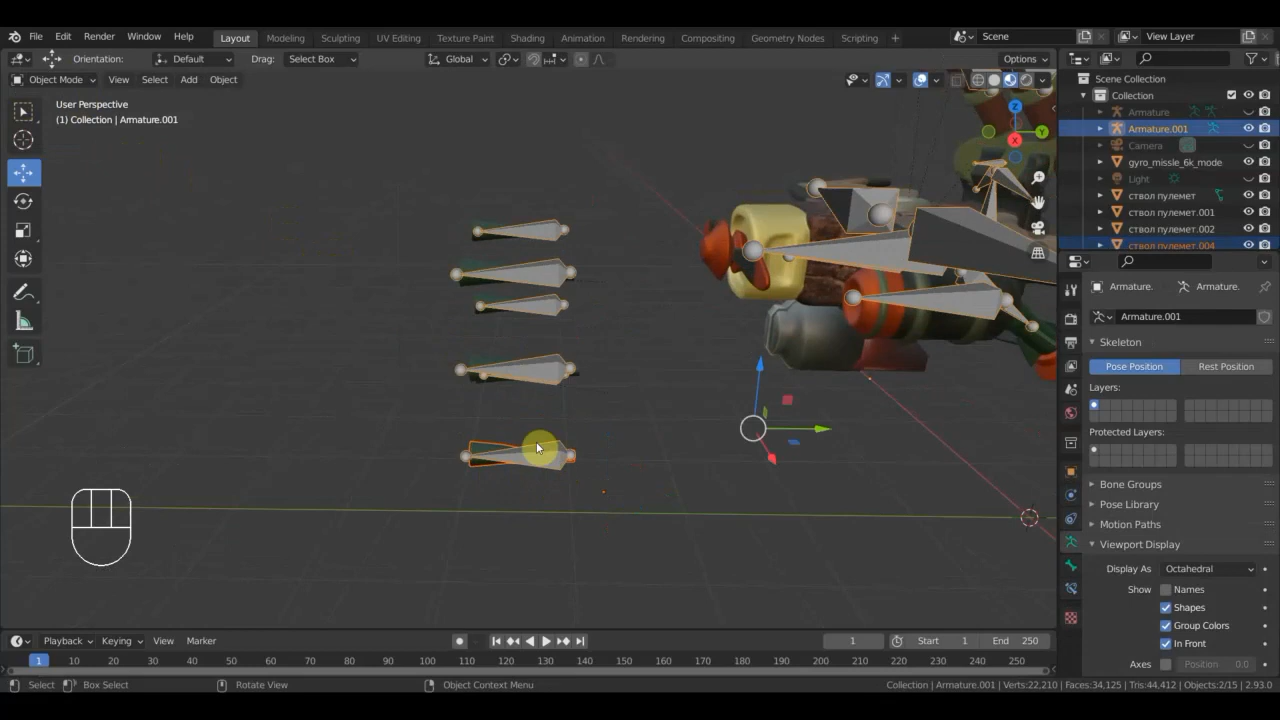 File Edit Render Window Help Layout Modeling Sculpting UV Editing Texture Paint Shading Animation Rendering Compositing Geometry Nodes Scripting + Scene View Layer
Orientation: Default Drag: Select Box Global Options
Object Mode View Select Add Object
Scene Collection
Collection
Armature
Armature.001
Camera
gyro_missle_6k_mode
Light
ствол пулемет
ствол пулемет.001
ствол пулемет.002
ствол пулемет.004
User Perspective
(1) Collection | Armature.001
Z
Y
X
Armature. Armature.
Armature.001
Skeleton
Pose Position Rest Position
Layers:
Protected Layers:
Bone Groups
Pose Library
Motion Paths
Viewport Display
Display As Octahedral
Show Names
Shapes
Group Colors
In Front
Axes Position 0.0
Playback Keying View Marker 1 Start 1 End 250
1 10 20 30 40 50 60 70 80 90 100 110 120 130 140 150 160 170 180 190 200 210 220 230 240 250
Select Box Select Rotate View Object Context Menu Collection | Armature.001 | Verts:22,210 | Faces:34,125 | Tris:44,412 | Objects:2/15 | 2.93.0